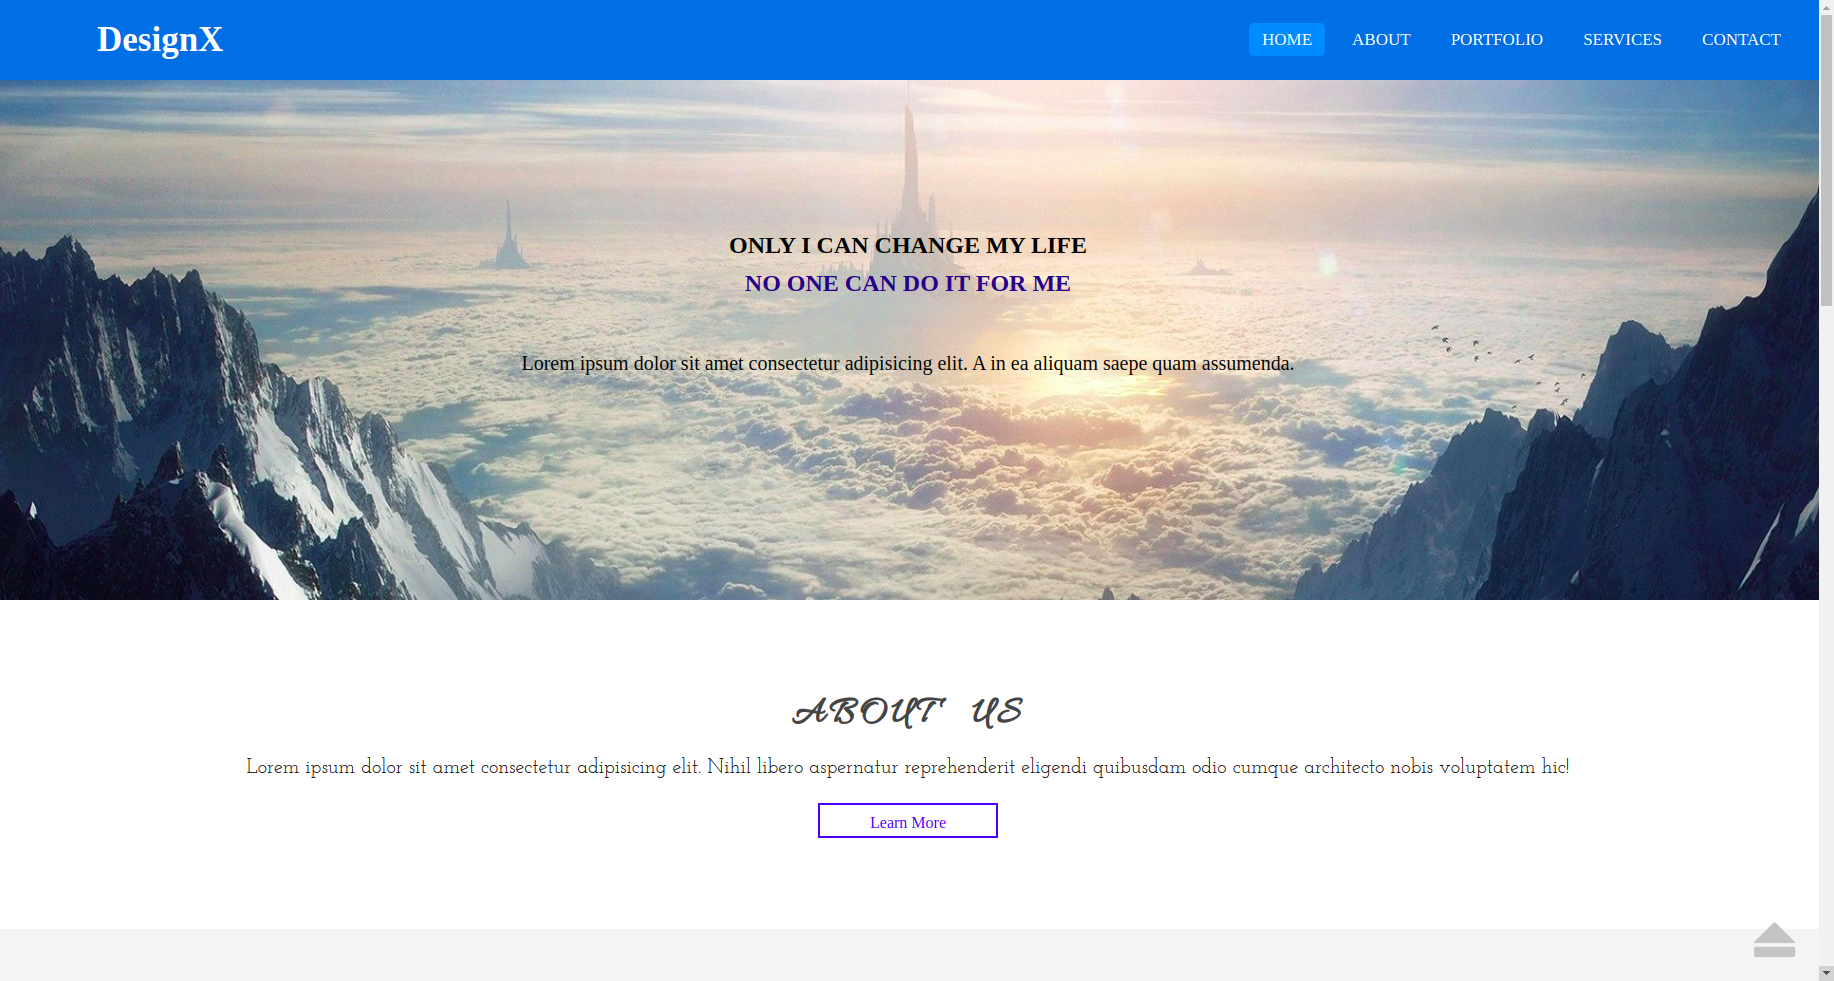 DesignX
HOME ABOUT PORTFOLIO SERVICES CONTACT
ONLY I CAN CHANGE MY LIFE
NO ONE CAN DO IT FOR ME
Lorem ipsum dolor sit amet consectetur adipisicing elit. A in ea aliquam saepe quam assumenda.
ABOUT US
Lorem ipsum dolor sit amet consectetur adipisicing elit. Nihil libero aspernatur reprehenderit eligendi quibusdam odio cumque architecto nobis voluptatem hic!
Learn More